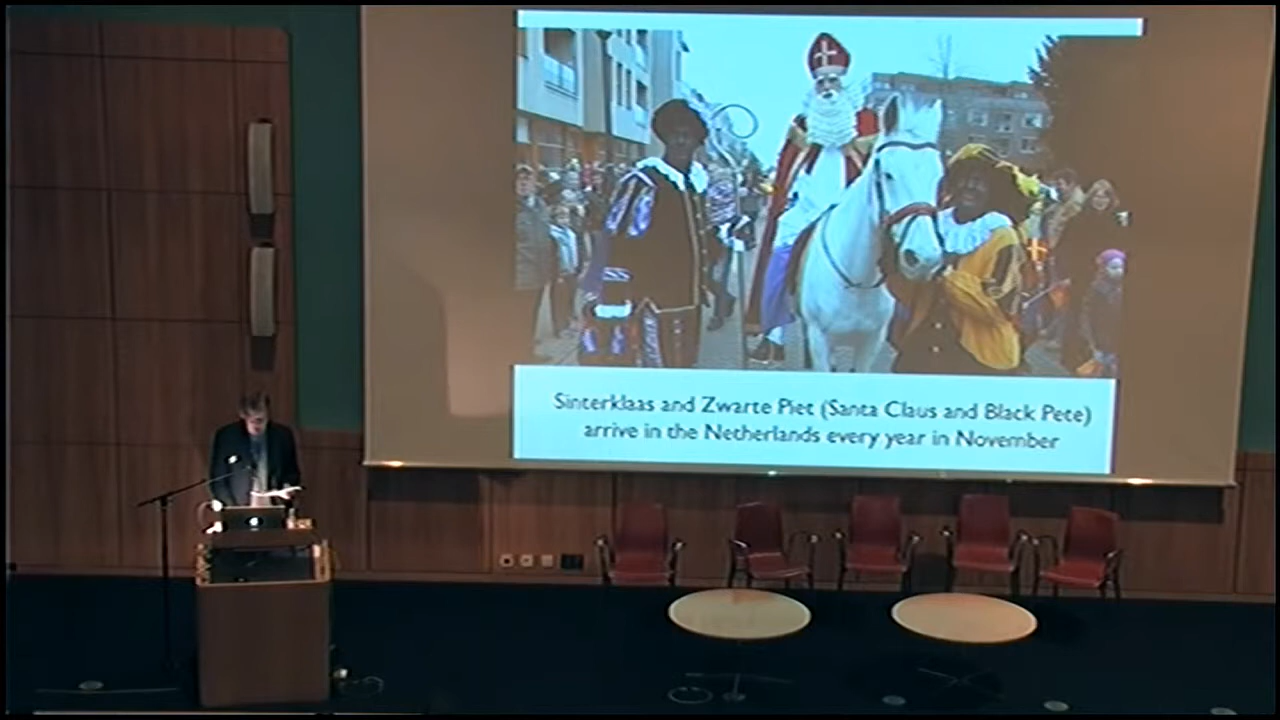 Sinterklaas and Zwarte Piet (Santa Claus and Black Pete)
arrive in the Netherlands every year in November